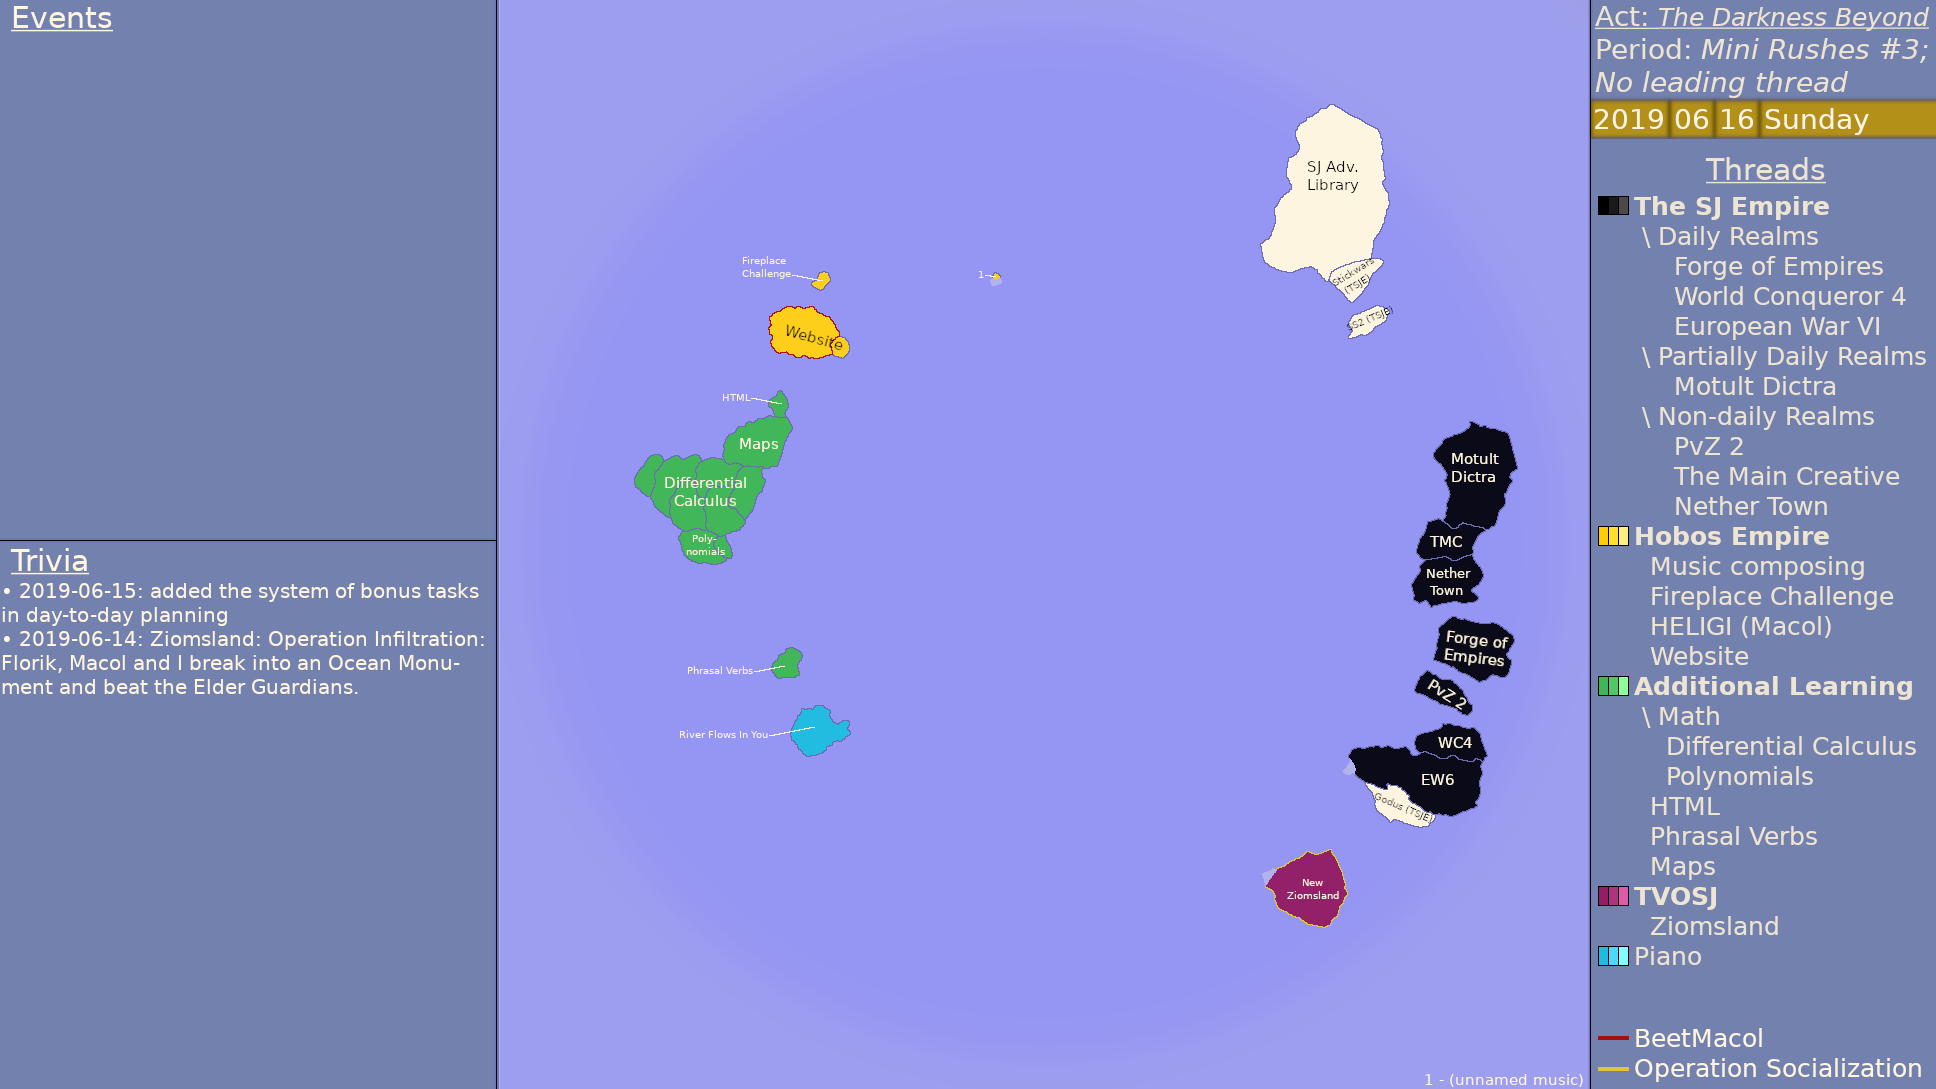 Events
Trivia
• 2019-06-15: added the system of bonus tasks
in day-to-day planning
• 2019-06-14: Ziomsland: Operation Infiltration:
Florik, Macol and I break into an Ocean Monu-
ment and beat the Elder Guardians.
SJ Adv.
Library
Stickwars
(TSJE)
SS2 (TSJE)
Fireplace
Challenge
1
Website
HTML
Maps
Differential
Calculus
Poly-
nomials
Motult
Dictra
TMC
Nether
Town
Forge of
Empires
PvZ 2
Phrasal Verbs
River Flows In You
WC4
EW6
Godus (TSJE)
New
Ziomsland
1 - (unnamed music)
Act: The Darkness Beyond
Period: Mini Rushes #3;
No leading thread
2019 06 16 Sunday
Threads
The SJ Empire
\ Daily Realms
Forge of Empires
World Conqueror 4
European War VI
\ Partially Daily Realms
Motult Dictra
\ Non-daily Realms
PvZ 2
The Main Creative
Nether Town
Hobos Empire
Music composing
Fireplace Challenge
HELIGI (Macol)
Website
Additional Learning
\ Math
Differential Calculus
Polynomials
HTML
Phrasal Verbs
Maps
TVOSJ
Ziomsland
Piano
BeetMacol
Operation Socialization